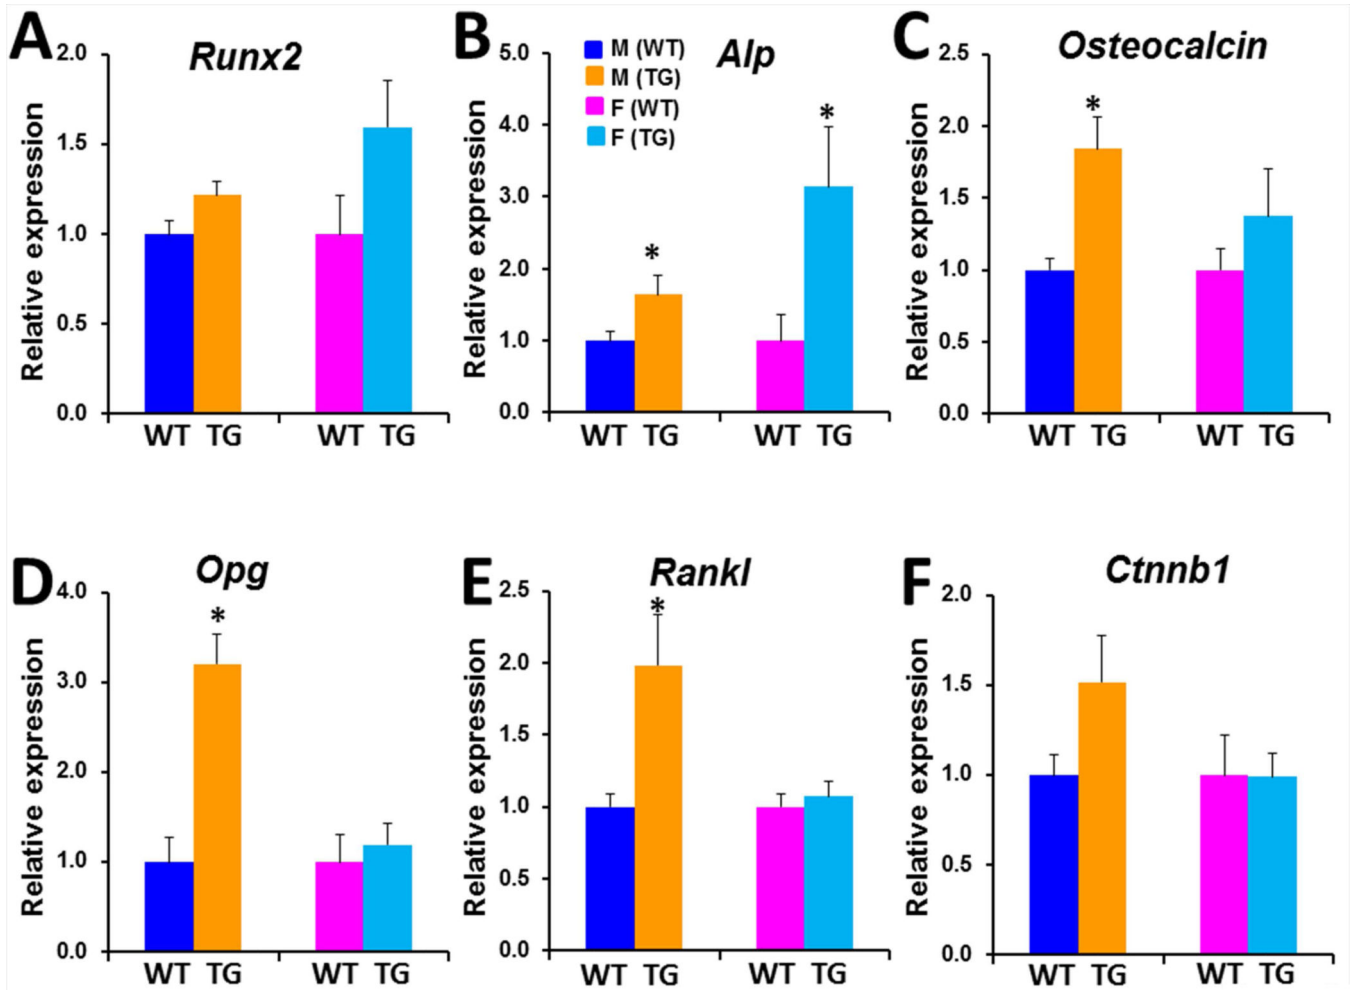 A
Runx2
Relative expression
2.0
1.5
1.0
0.5
0.0
WT TG WT TG
B
Alp
M (WT)
M (TG)
F (WT)
F (TG)
Relative expression
5.0
4.0
3.0
2.0
1.0
0.0
*
*
WT TG WT TG
C
Osteocalcin
Relative expression
2.5
2.0
1.5
1.0
0.5
0.0
*
WT TG WT TG
D
Opg
Relative expression
4.0
3.0
2.0
1.0
0.0
*
WT TG WT TG
E
Rankl
Relative expression
2.5
2.0
1.5
1.0
0.5
0.0
*
WT TG WT TG
F
Ctnnb1
Relative expression
2.0
1.5
1.0
0.5
0.0
WT TG WT TG